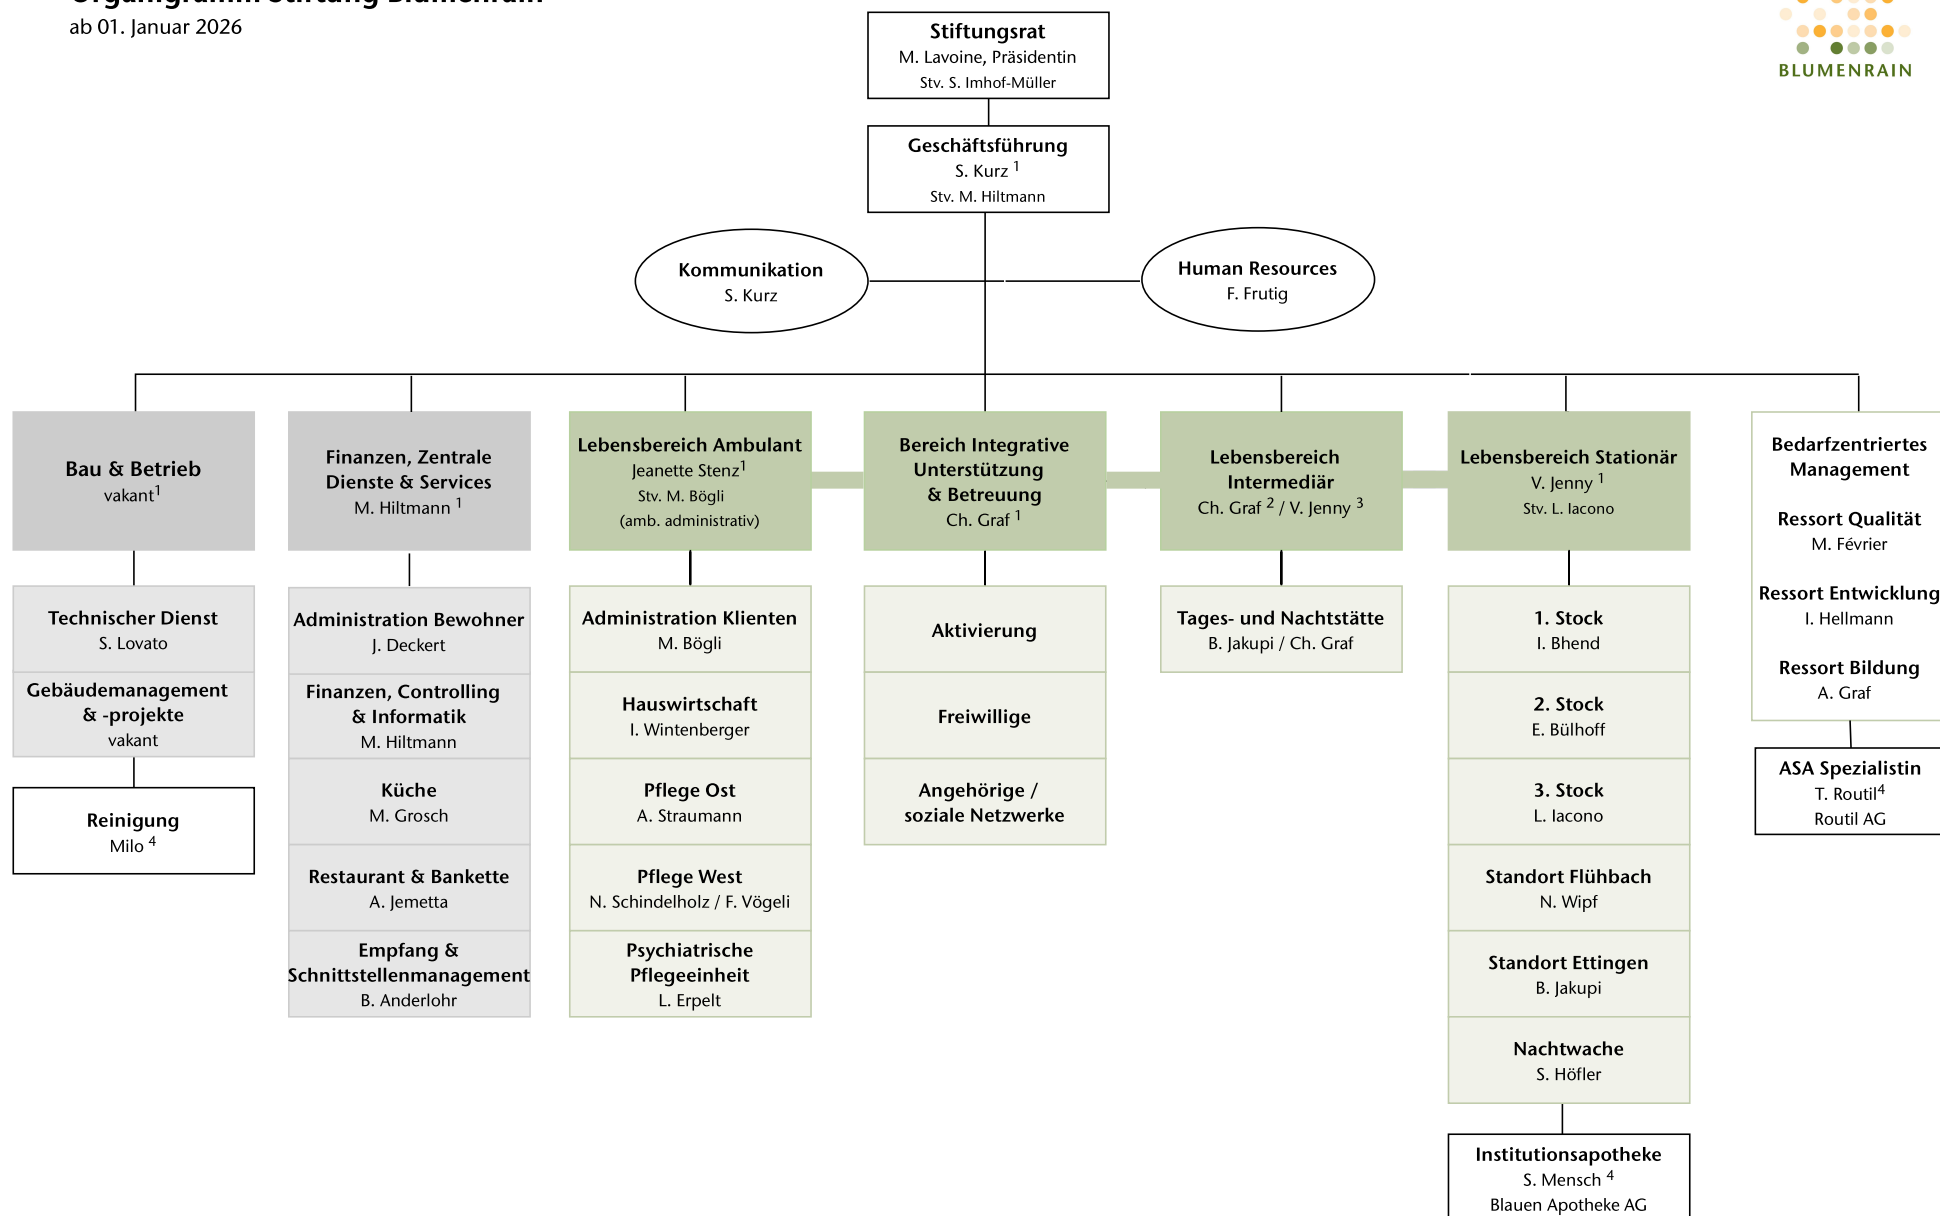 Organigramm Stiftung Blumenrain
ab 01. Januar 2026
BLUMENRAIN
Stiftungsrat
M. Lavoine, Präsidentin
Stv. S. Imhof-Müller
Geschäftsführung
S. Kurz 1
Stv. M. Hiltmann
Kommunikation
S. Kurz
Human Resources
F. Frutig
Bau & Betrieb
vakant1
Technischer Dienst
S. Lovato
Gebäudemanagement
& -projekte
vakant
Reinigung
Milo 4
Finanzen, Zentrale
Dienste & Services
M. Hiltmann 1
Administration Bewohner
J. Deckert
Finanzen, Controlling
& Informatik
M. Hiltmann
Küche
M. Grosch
Restaurant & Bankette
A. Jemetta
Empfang &
Schnittstellenmanagement
B. Anderlohr
Lebensbereich Ambulant
Jeanette Stenz1
Stv. M. Bögli
(amb. administrativ)
Administration Klienten
M. Bögli
Hauswirtschaft
I. Wintenberger
Pflege Ost
A. Straumann
Pflege West
N. Schindelholz / F. Vögeli
Psychiatrische
Pflegeeinheit
L. Erpelt
Bereich Integrative
Unterstützung
& Betreuung
Ch. Graf 1
Aktivierung
Freiwillige
Angehörige /
soziale Netzwerke
Lebensbereich
Intermediär
Ch. Graf 2 / V. Jenny 3
Tages- und Nachtstätte
B. Jakupi / Ch. Graf
Lebensbereich Stationär
V. Jenny 1
Stv. L. Iacono
1. Stock
I. Bhend
2. Stock
E. Bülhoff
3. Stock
L. Iacono
Standort Flühbach
N. Wipf
Standort Ettingen
B. Jakupi
Nachtwache
S. Höfler
Institutionsapotheke
S. Mensch 4
Blauen Apotheke AG
Bedarfzentriertes
Management
Ressort Qualität
M. Février
Ressort Entwicklung
I. Hellmann
Ressort Bildung
A. Graf
ASA Spezialistin
T. Routil4
Routil AG